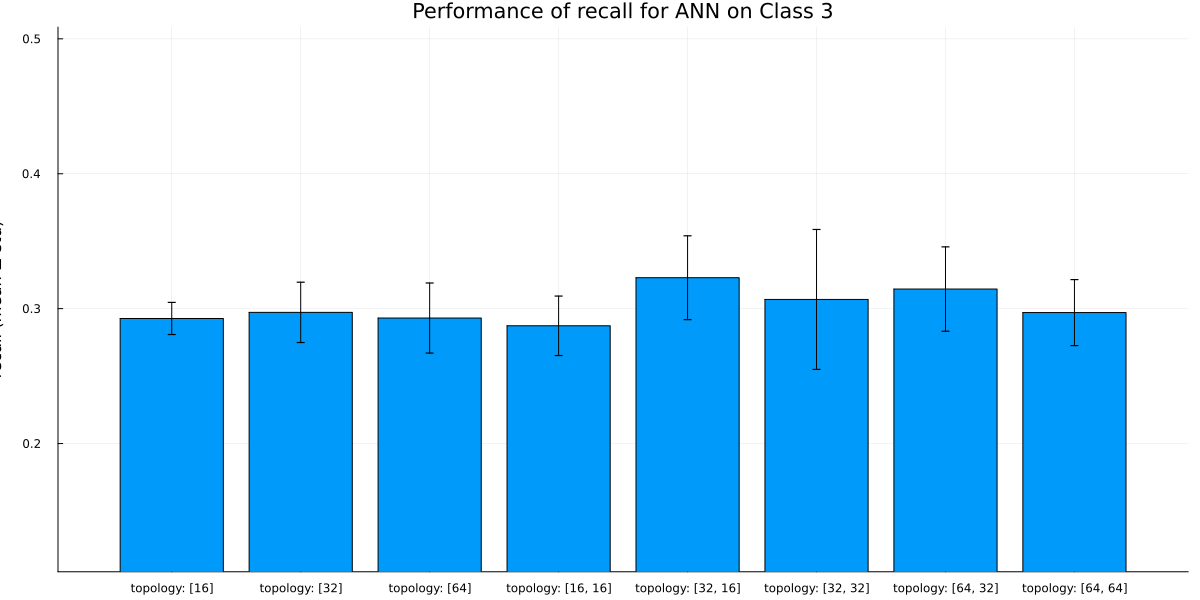 Performance of recall for ANN on Class 3
0.5
0.4
0.3
0.2
topology: [16]
topology: [32]
topology: [64]
topology: [16, 16]
topology: [32, 16]
topology: [32, 32]
topology: [64, 32]
topology: [64, 64]